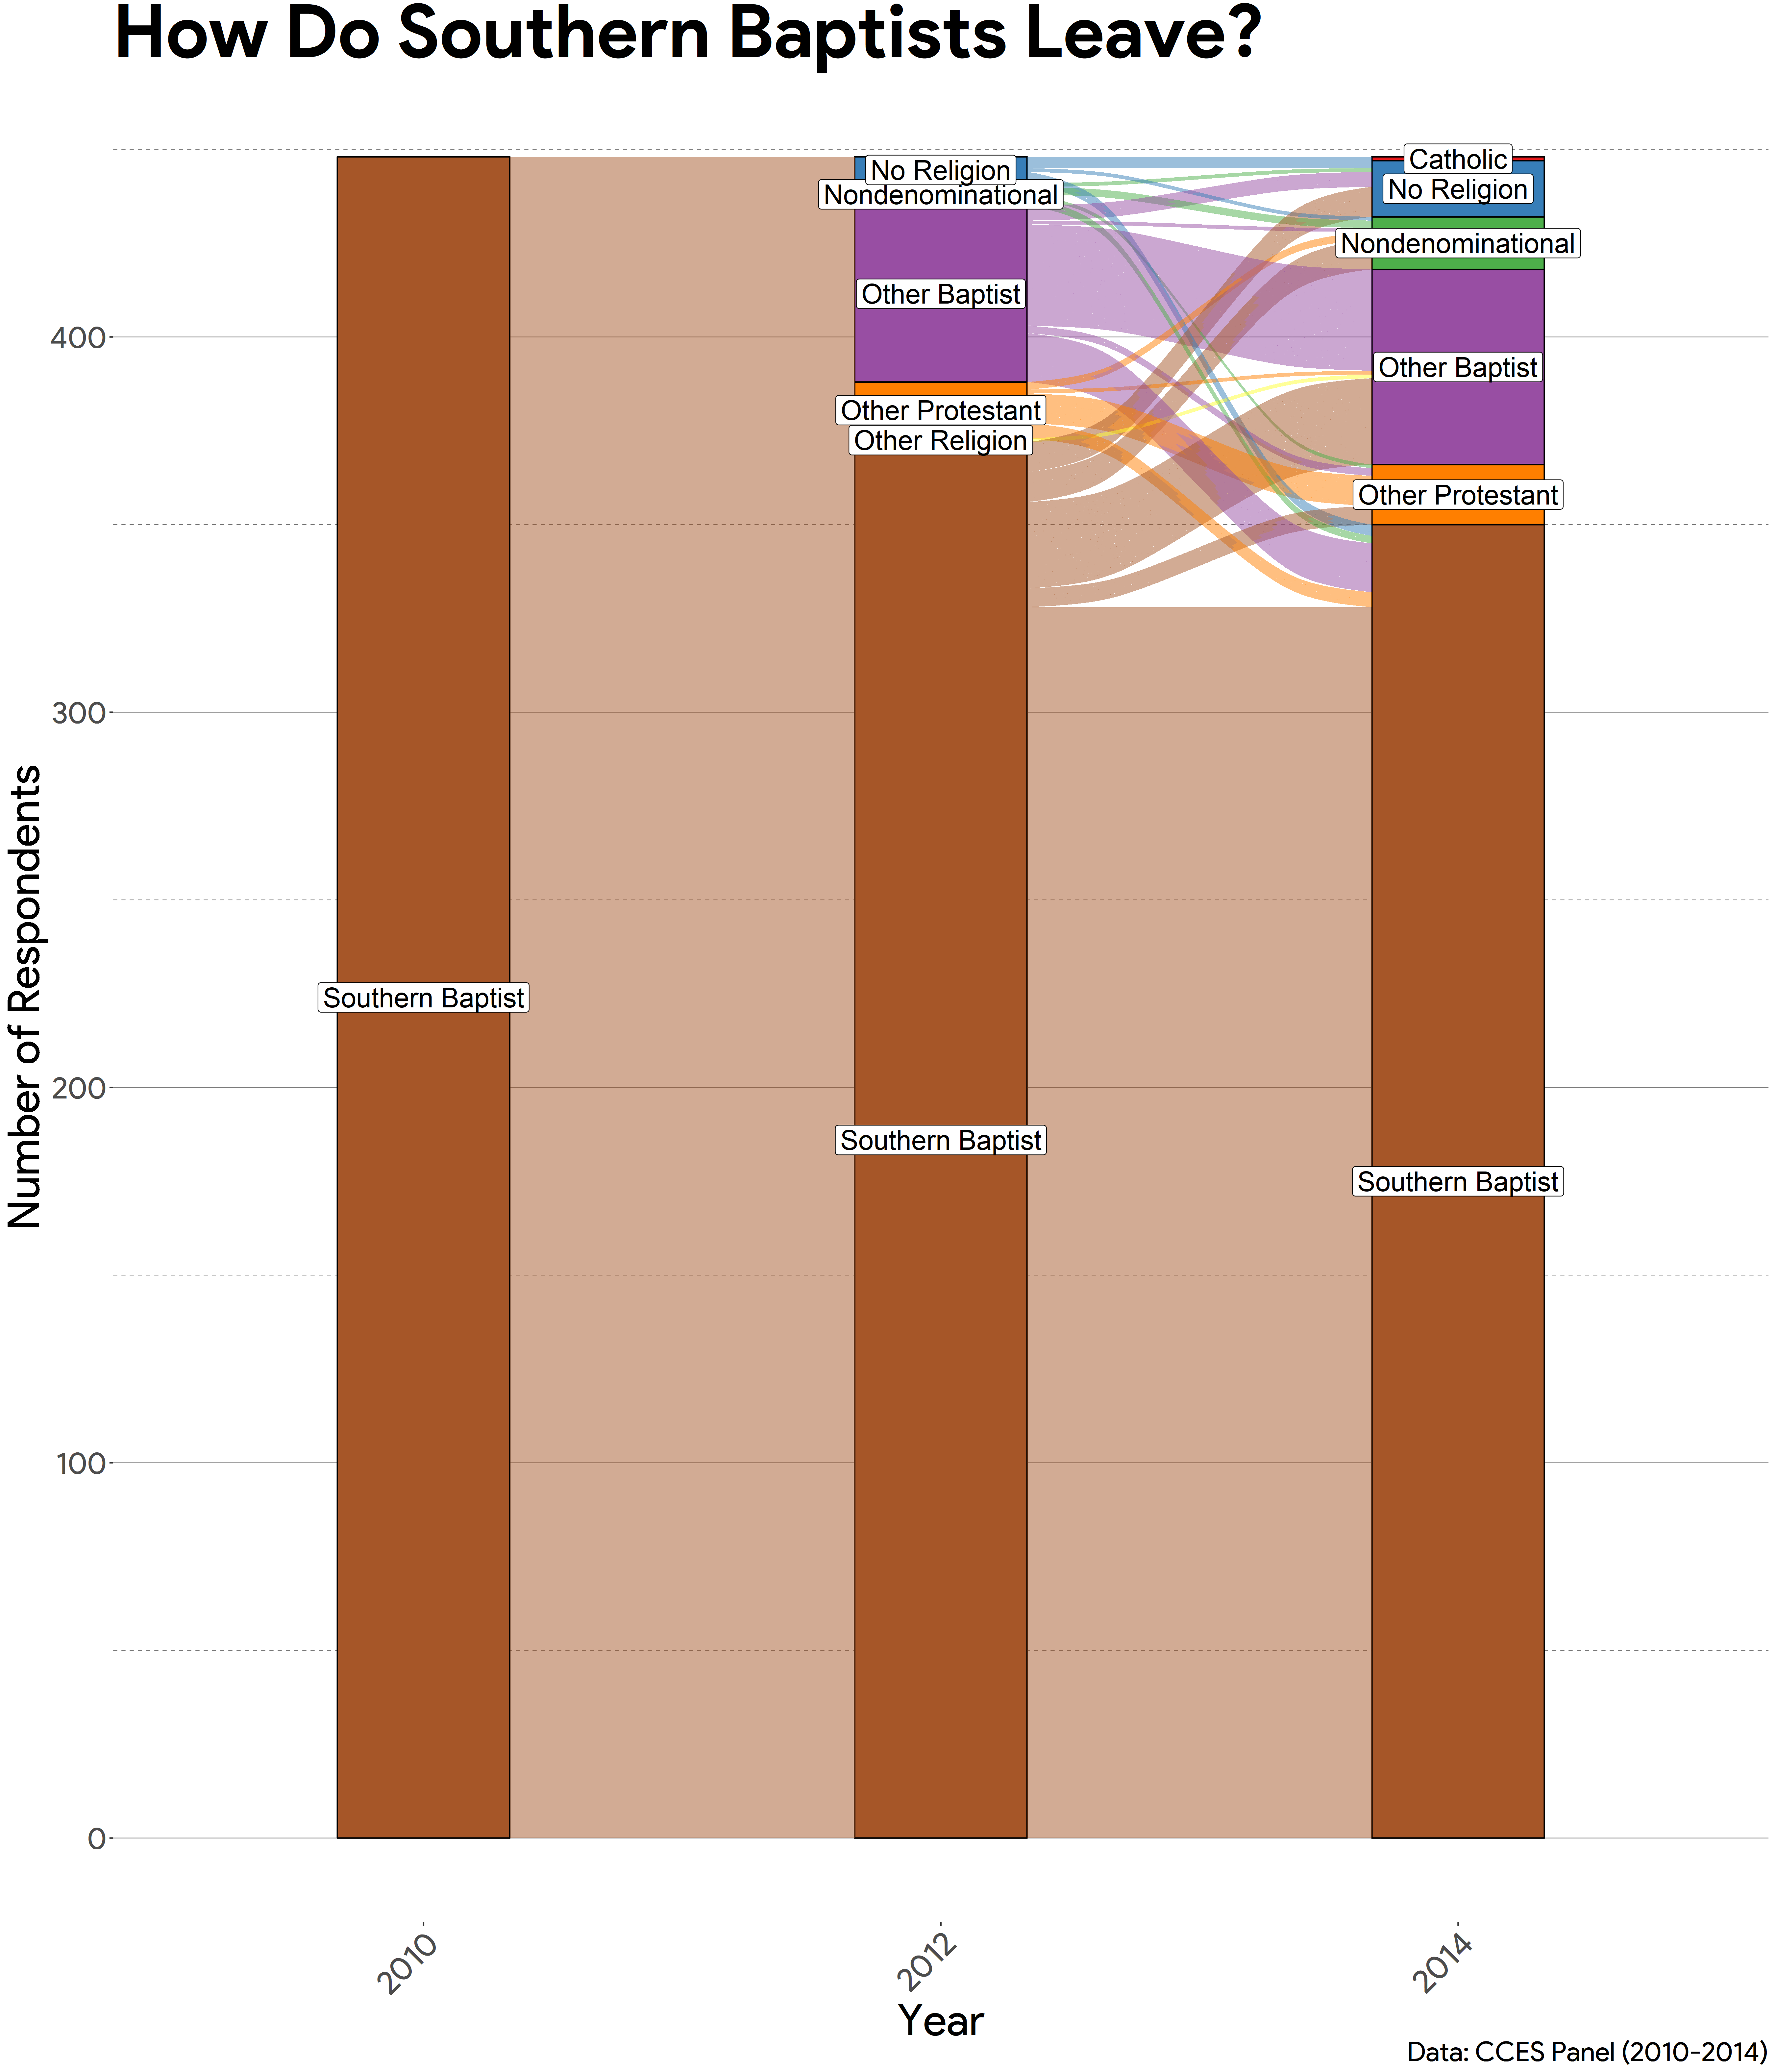 How Do Southern Baptists Leave?
Catholic
No Religion
No Religion
Nondenominational
Nondenominational
Other Baptist
400
Other Baptist
Other Protestant
Other Religion
Other Protestant
300
Number of Respondents
Southern Baptist
200
Southern Baptist
Southern Baptist
100
0
2010
2012
2014
Year
Data: CCES Panel (2010-2014)